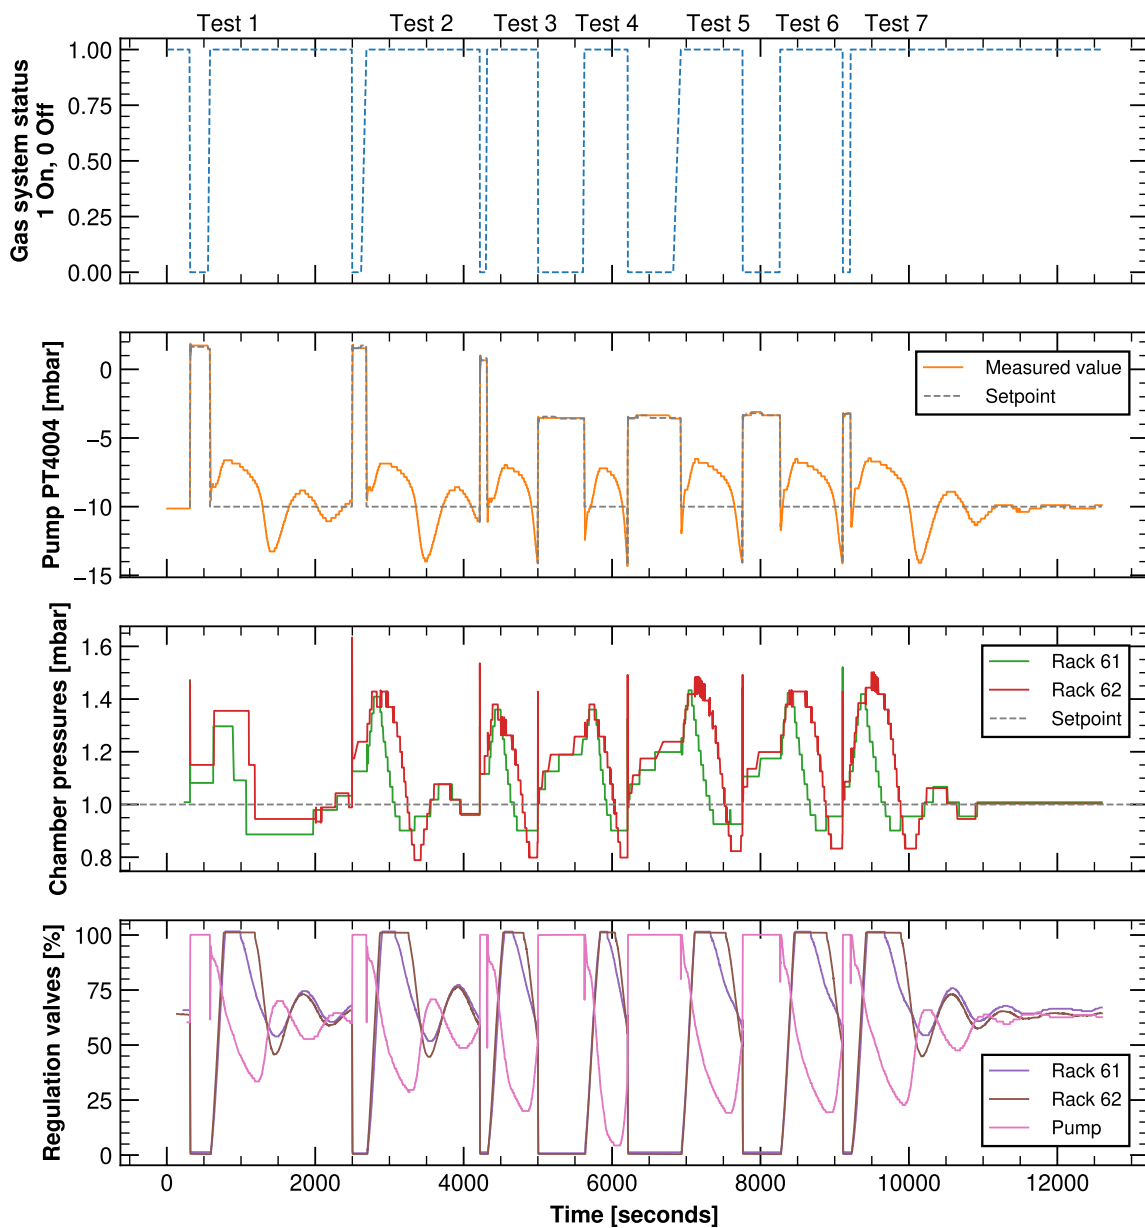 Test 1 Test 2 Test 3 Test 4 Test 5 Test 6 Test 7
Gas system status
1 On, 0 Off
1.00
0.75
0.50
0.25
0.00
Pump PT4004 [mbar]
0
−5
−10
−15
Measured value
Setpoint
Chamber pressures [mbar]
1.6
1.4
1.2
1.0
0.8
Rack 61
Rack 62
Setpoint
Regulation valves [%]
100
75
50
25
0
Rack 61
Rack 62
Pump
0 2000 4000 6000 8000 10000 12000
Time [seconds]